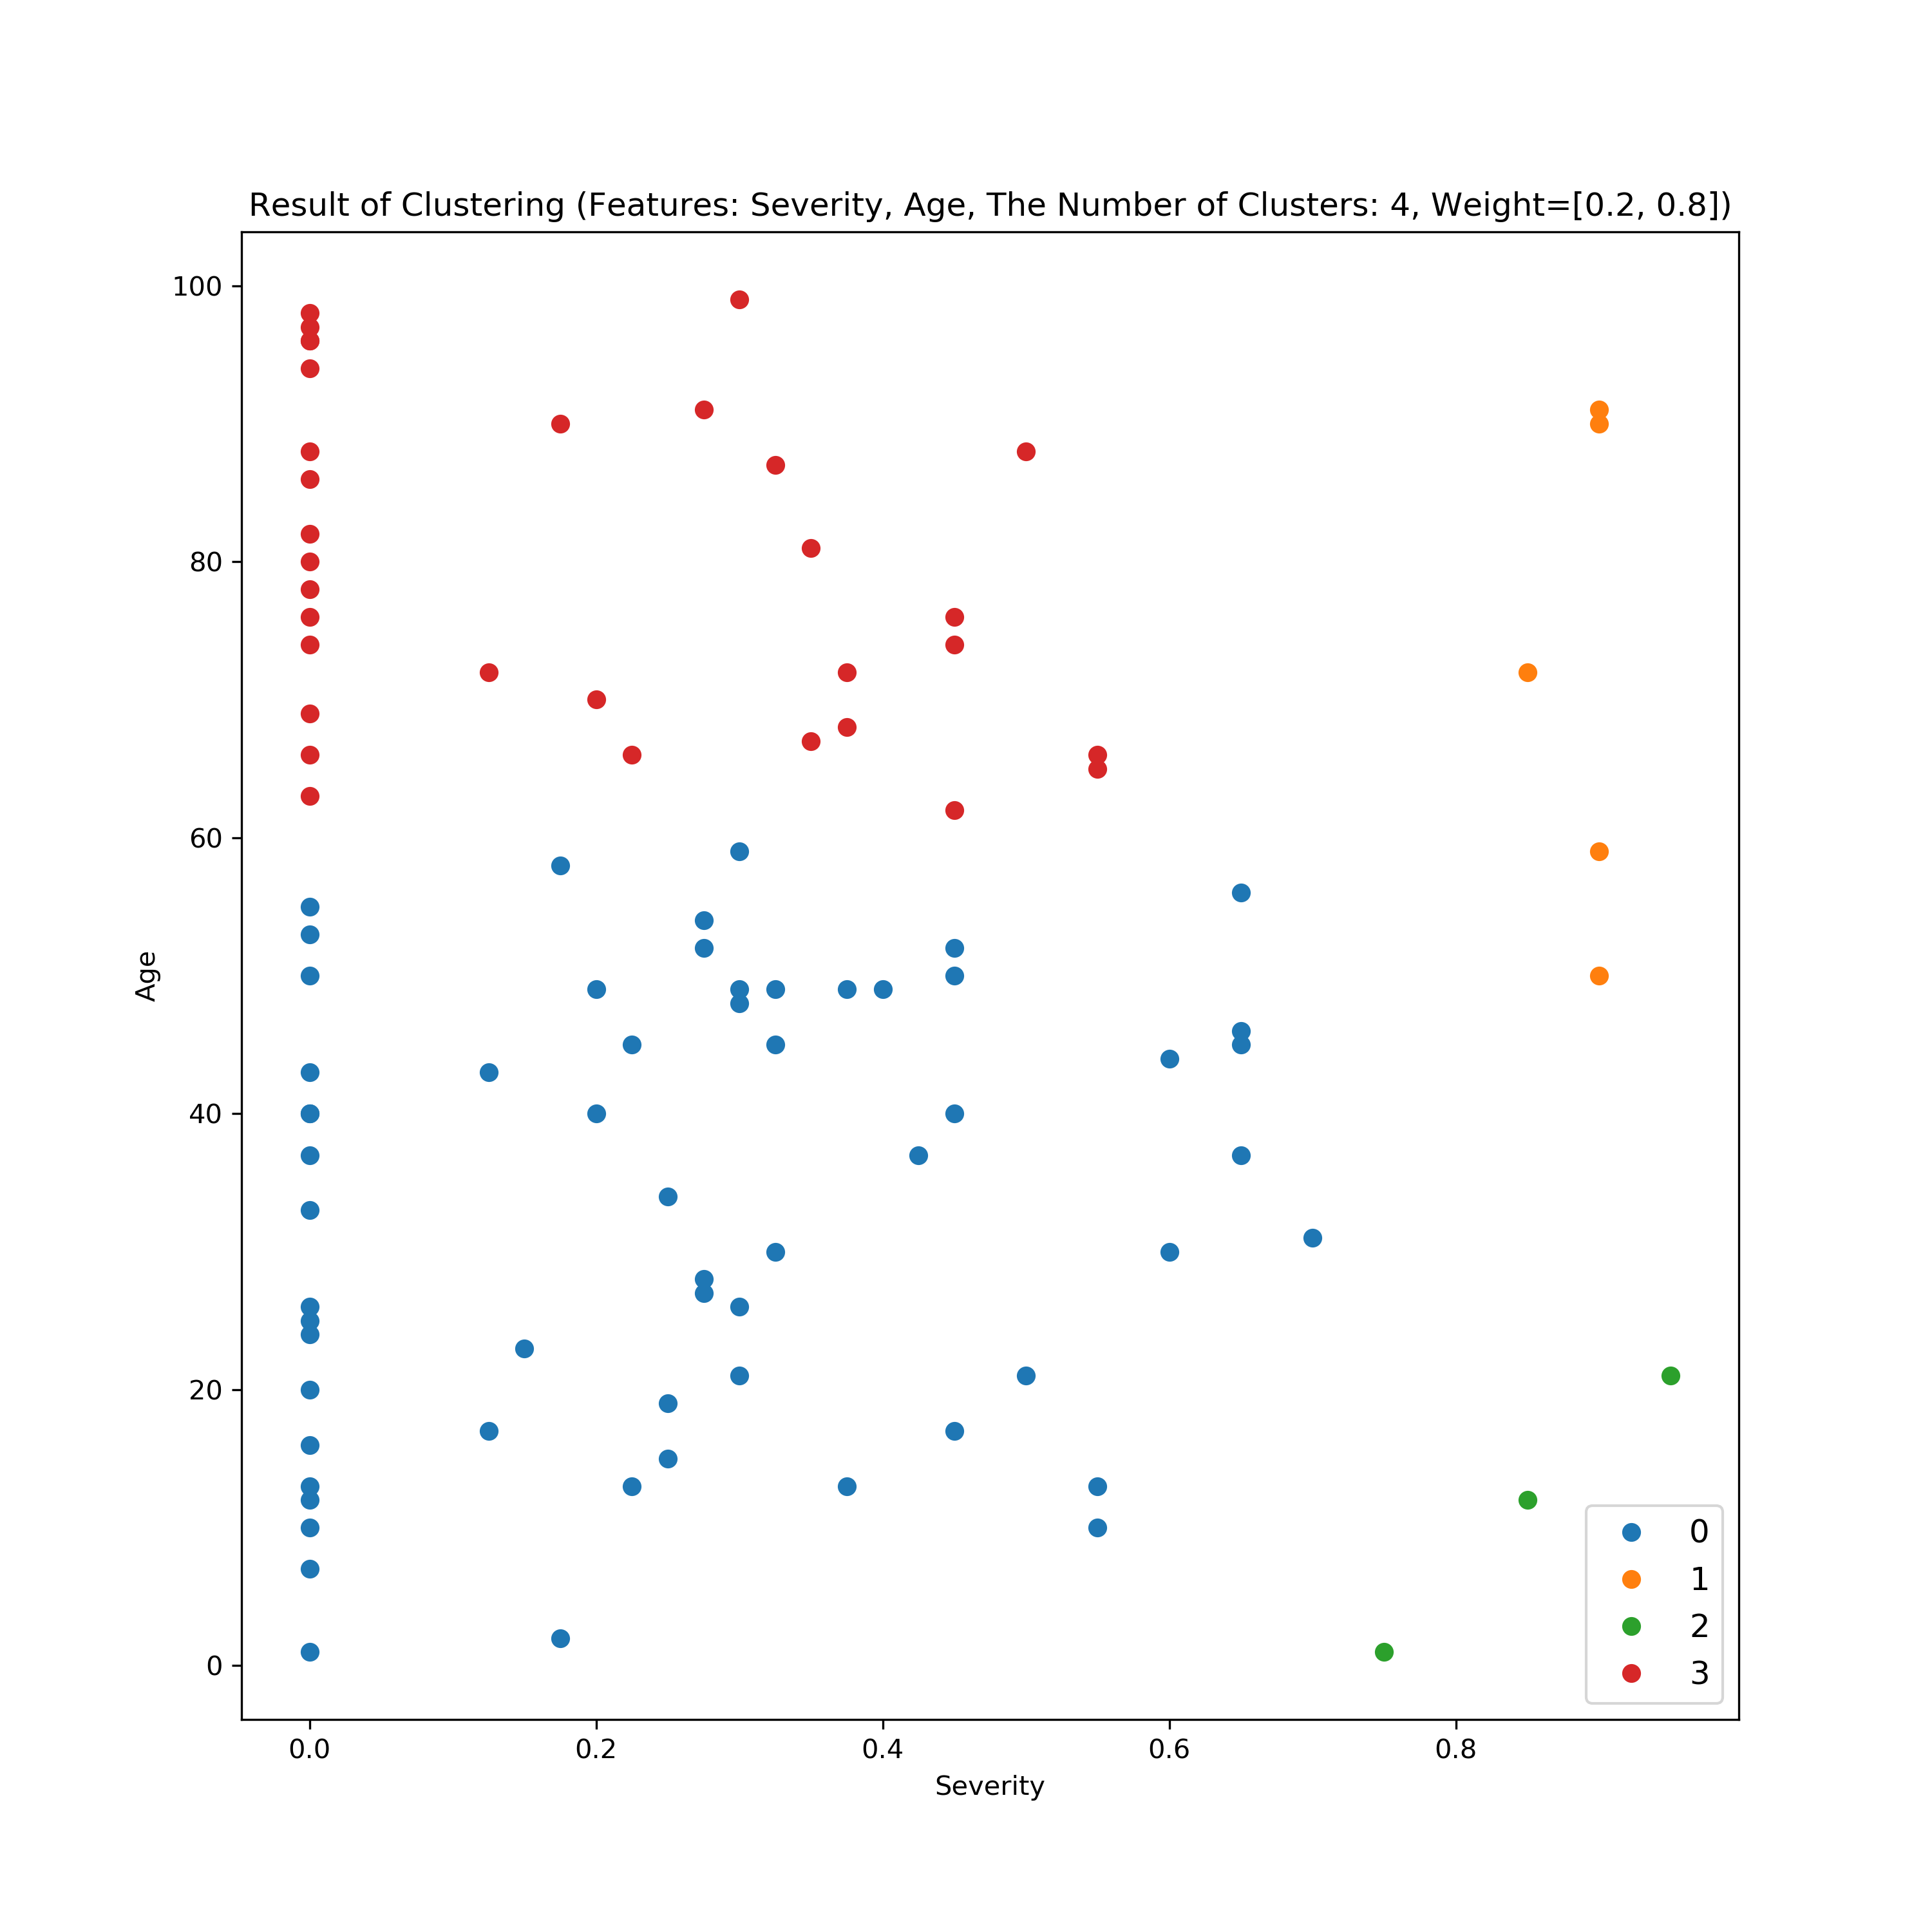 Result of Clustering (Features: Severity, Age, The Number of Clusters: 4, Weight=[0.2, 0.8])
100
80
60
40
20
0
Age
0.0 0.2 0.4 0.6 0.8
Severity
0
1
2
3